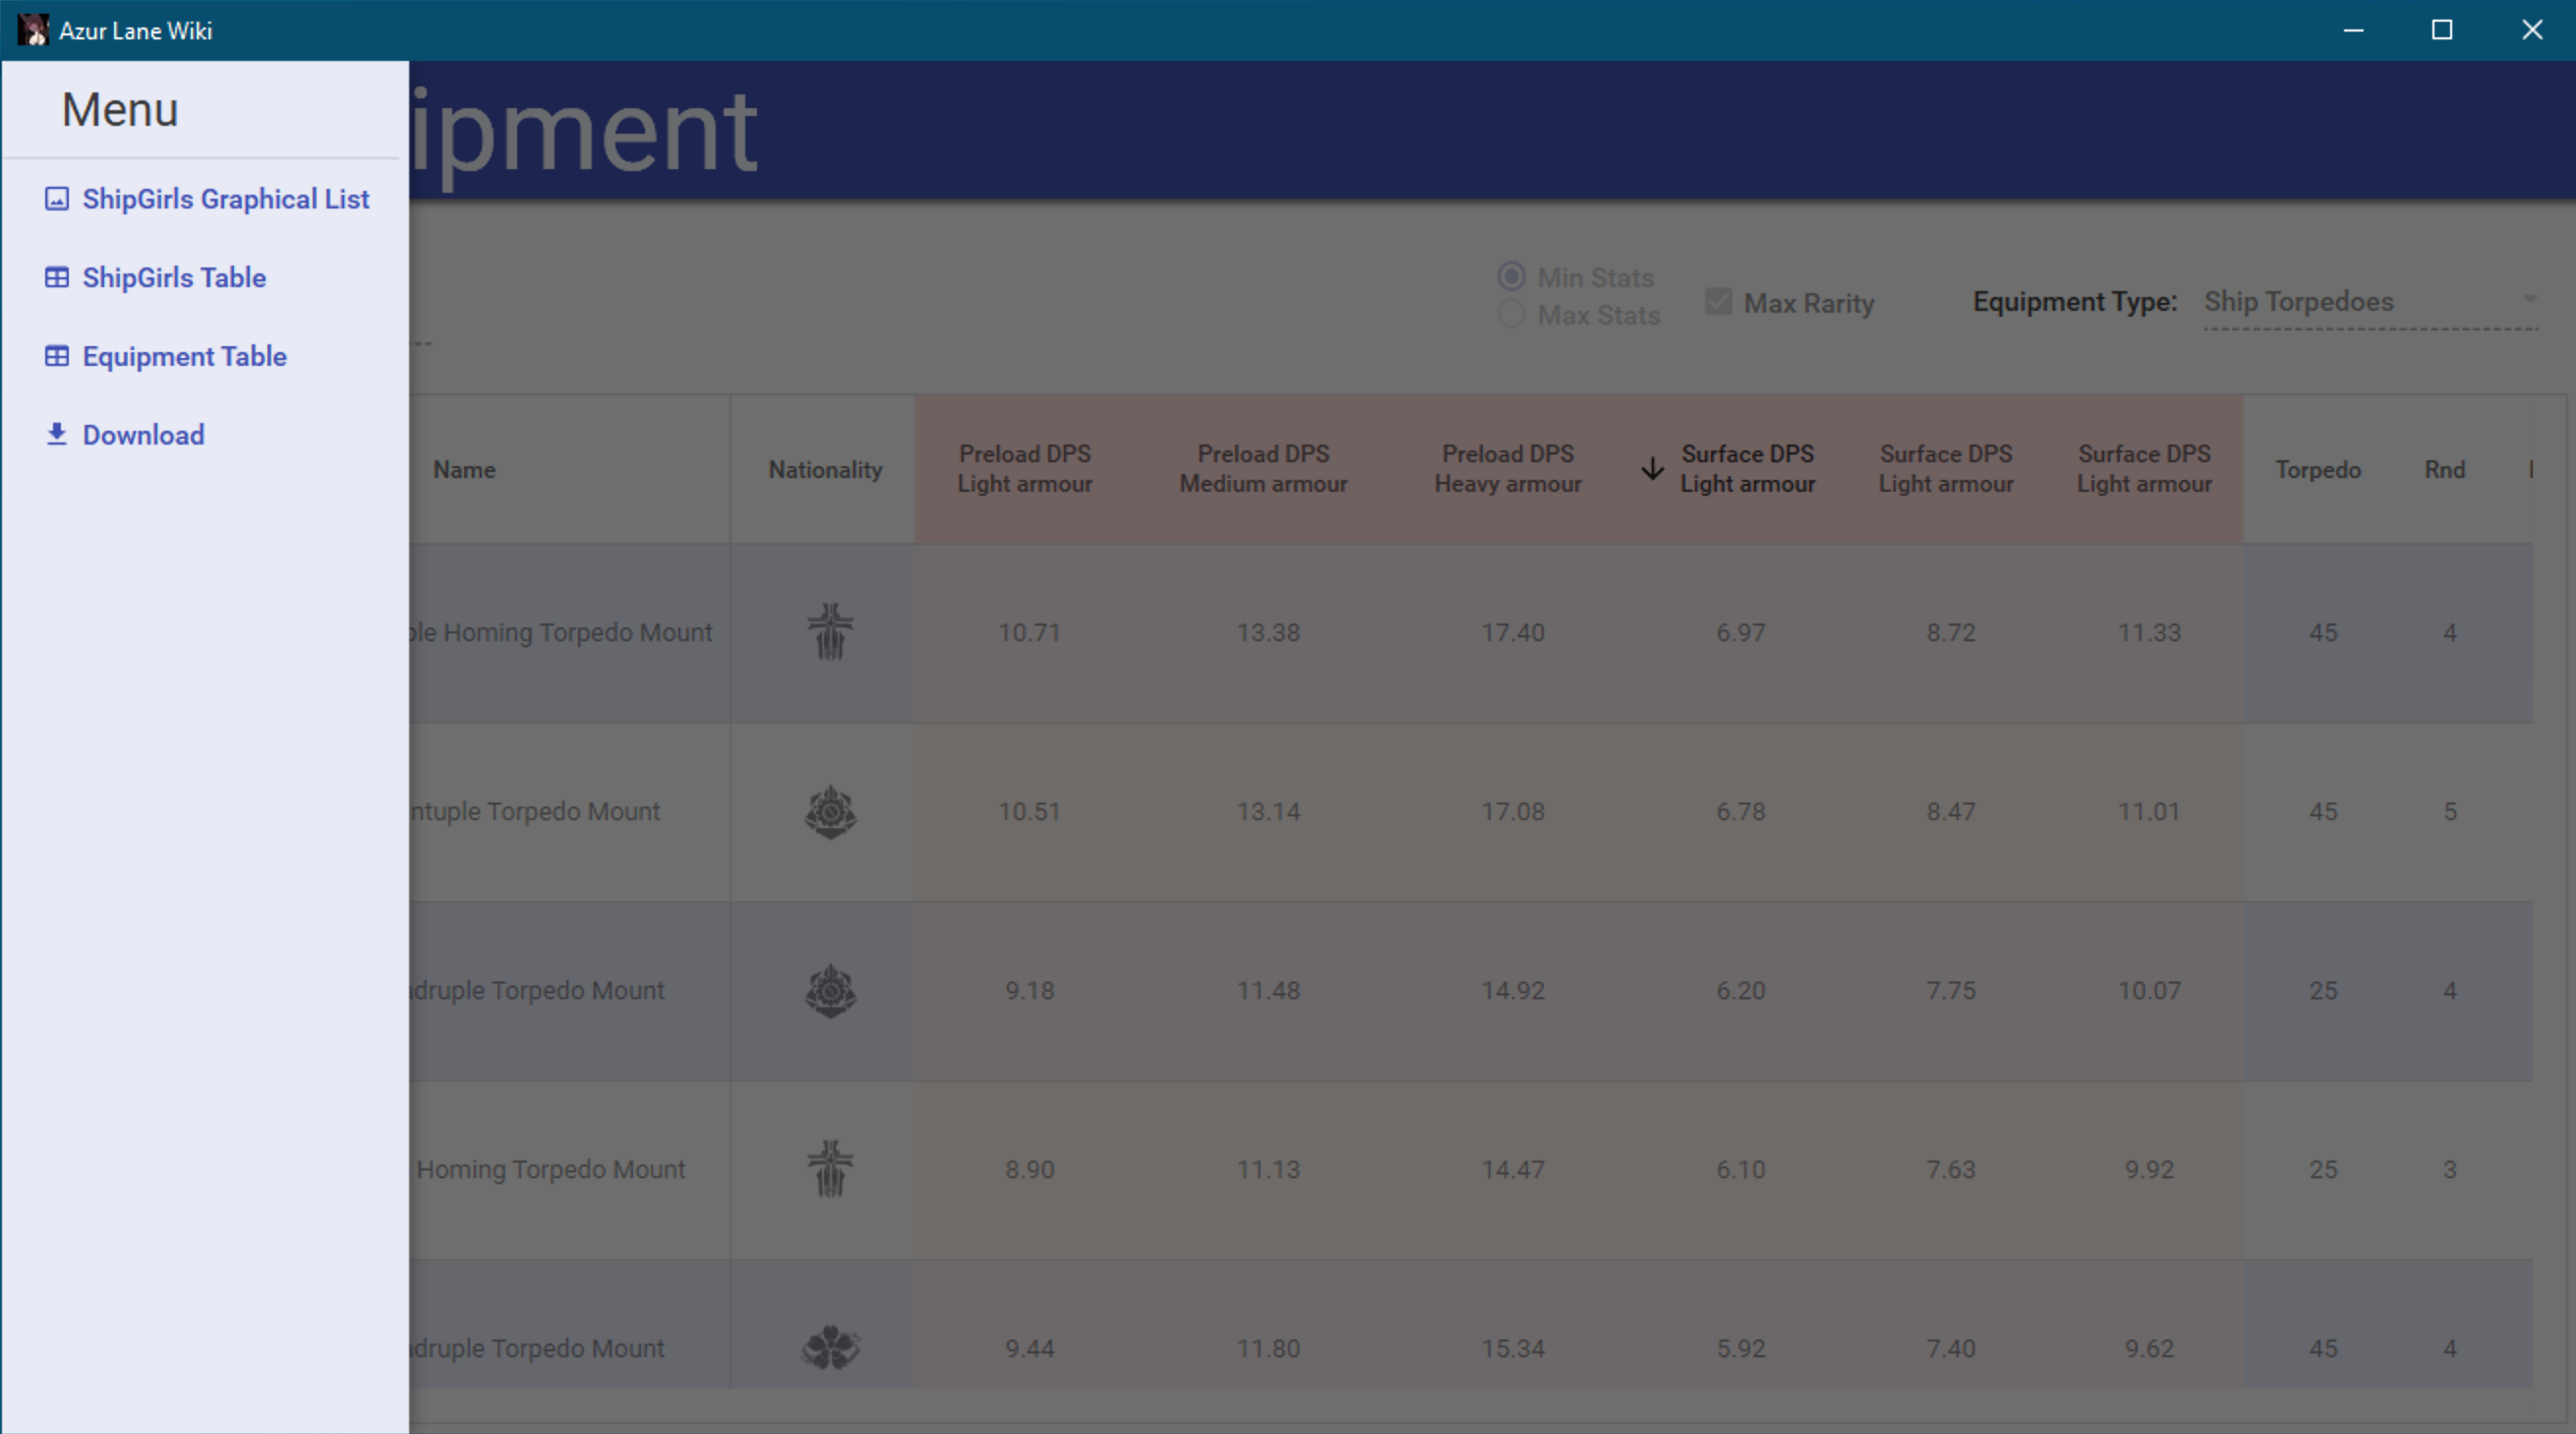 Azur Lane Wiki
Menu
ShipGirls Graphical List
ShipGirls Table
Equipment Table
Download
ipment
Min Stats
Max Stats
Max Rarity
Equipment Type: Ship Torpedoes
Name Nationality Preload DPS Light armour Preload DPS Medium armour Preload DPS Heavy armour Surface DPS Light armour Surface DPS Light armour Surface DPS Light armour Torpedo Rnd
ple Homing Torpedo Mount 10.71 13.38 17.40 6.97 8.72 11.33 45 4
ntuple Torpedo Mount 10.51 13.14 17.08 6.78 8.47 11.01 45 5
adruple Torpedo Mount 9.18 11.48 14.92 6.20 7.75 10.07 25 4
Homing Torpedo Mount 8.90 11.13 14.47 6.10 7.63 9.92 25 3
adruple Torpedo Mount 9.44 11.80 15.34 5.92 7.40 9.62 45 4